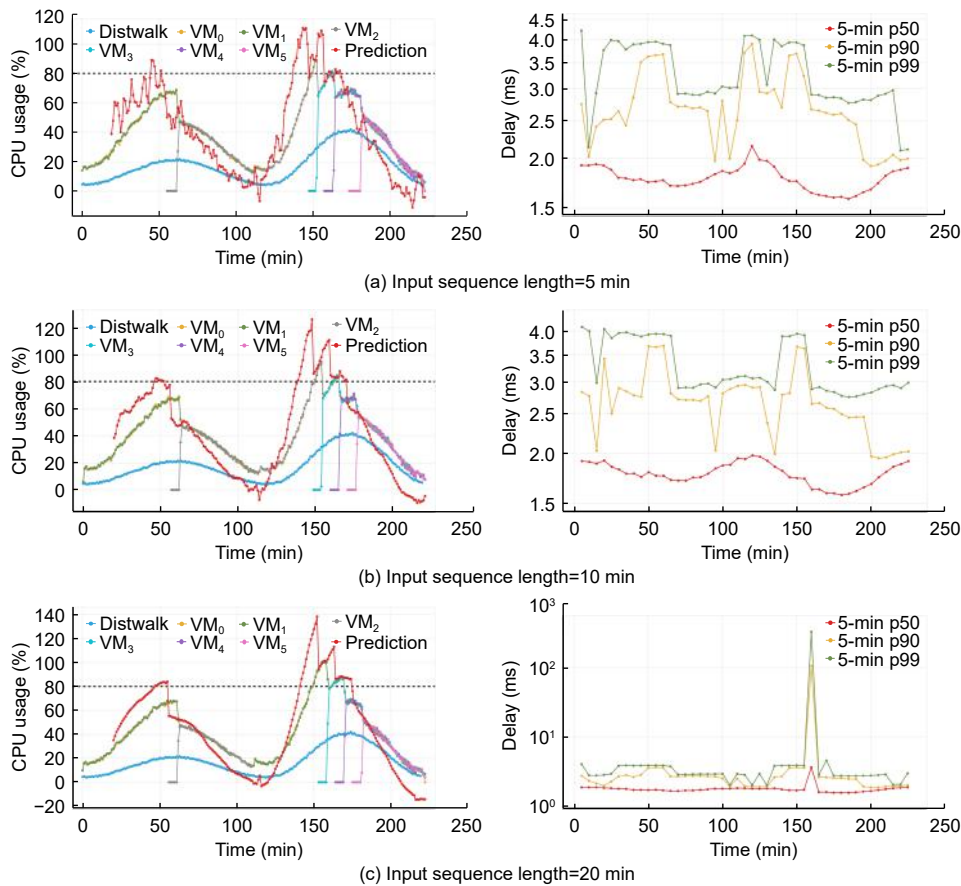 120
100
80
60
40
20
0
CPU usage (%)
Distwalk VM₀ VM₁ VM₂
VM₃ VM₄ VM₅ Prediction
0 50 100 150 200 250
Time (min)
4.5
4.0
3.5
3.0
2.5
2.0
1.5
Delay (ms)
5-min p50
5-min p90
5-min p99
0 50 100 150 200 250
Time (min)
(a) Input sequence length=5 min
120
100
80
60
40
20
0
CPU usage (%)
Distwalk VM₀ VM₁ VM₂
VM₃ VM₄ VM₅ Prediction
0 50 100 150 200 250
Time (min)
4.0
3.5
3.0
2.5
2.0
1.5
Delay (ms)
5-min p50
5-min p90
5-min p99
0 50 100 150 200 250
Time (min)
(b) Input sequence length=10 min
140
120
100
80
60
40
20
0
−20
CPU usage (%)
Distwalk VM₀ VM₁ VM₂
VM₃ VM₄ VM₅ Prediction
0 50 100 150 200 250
Time (min)
10³
10²
10¹
10⁰
Delay (ms)
5-min p50
5-min p90
5-min p99
0 50 100 150 200 250
Time (min)
(c) Input sequence length=20 min